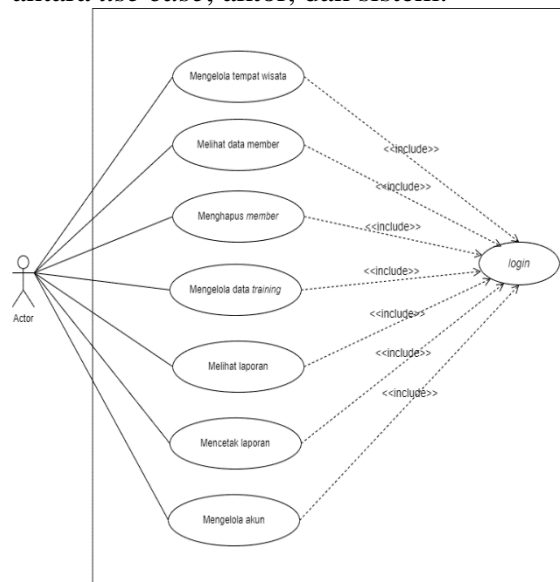 antara use case, aktor, dan sistem.
Mengelola tempat wisata
<<include>>
Melihat data member
<<include>>
Menghapus member
<<include>>
login
Mengelola data training
<<include>>
Actor
<<include>>
Melihat laporan
<<include>>
Mencetak laporan
<<include>>
Mengelola akun